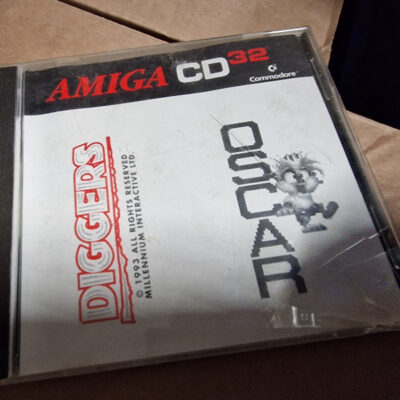 AMIGA CD32
Commodore
DIGGERS
© 1993 ALL RIGHTS RESERVED
MILLENNIUM INTERACTIVE LTD.
OSCAR